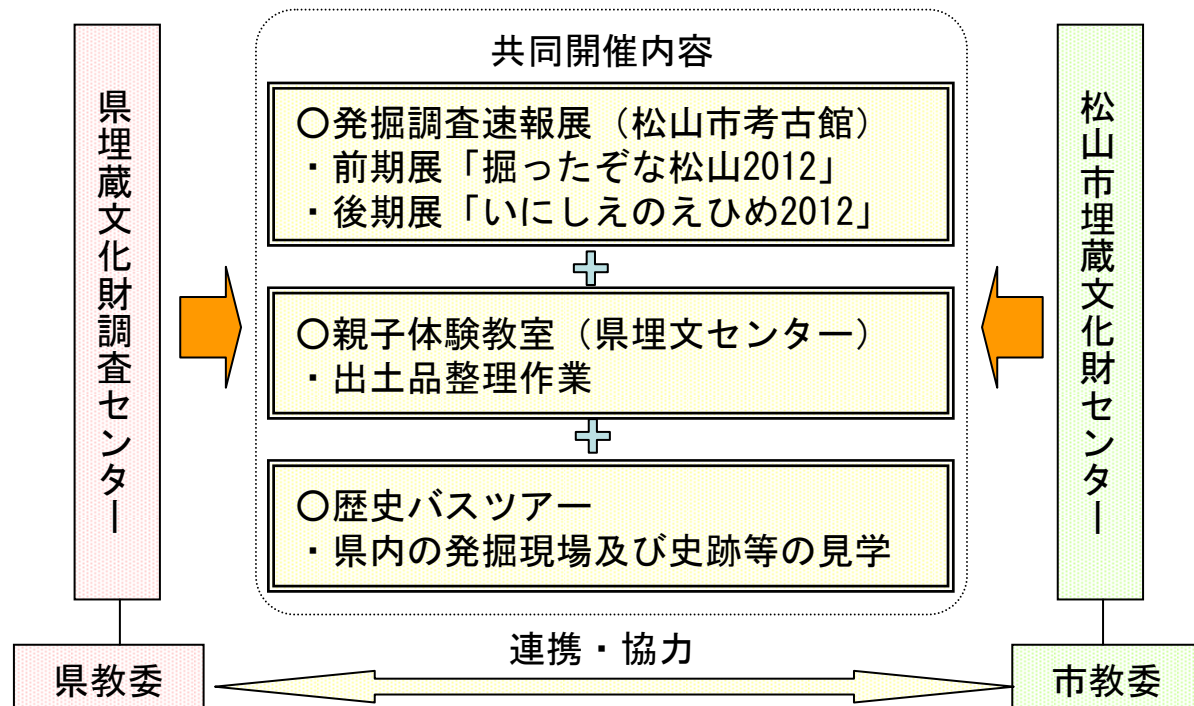 県埋蔵文化財調査センター
共同開催内容
〇発掘調査速報展（松山市考古館）
・前期展「掘ったぞな松山2012」
・後期展「いにしえのえひめ2012」
〇親子体験教室（県埋文センター）
・出土品整理作業
〇歴史バスツアー
・県内の発掘現場及び史跡等の見学
松山市埋蔵文化財センター
連携・協力
県教委
市教委